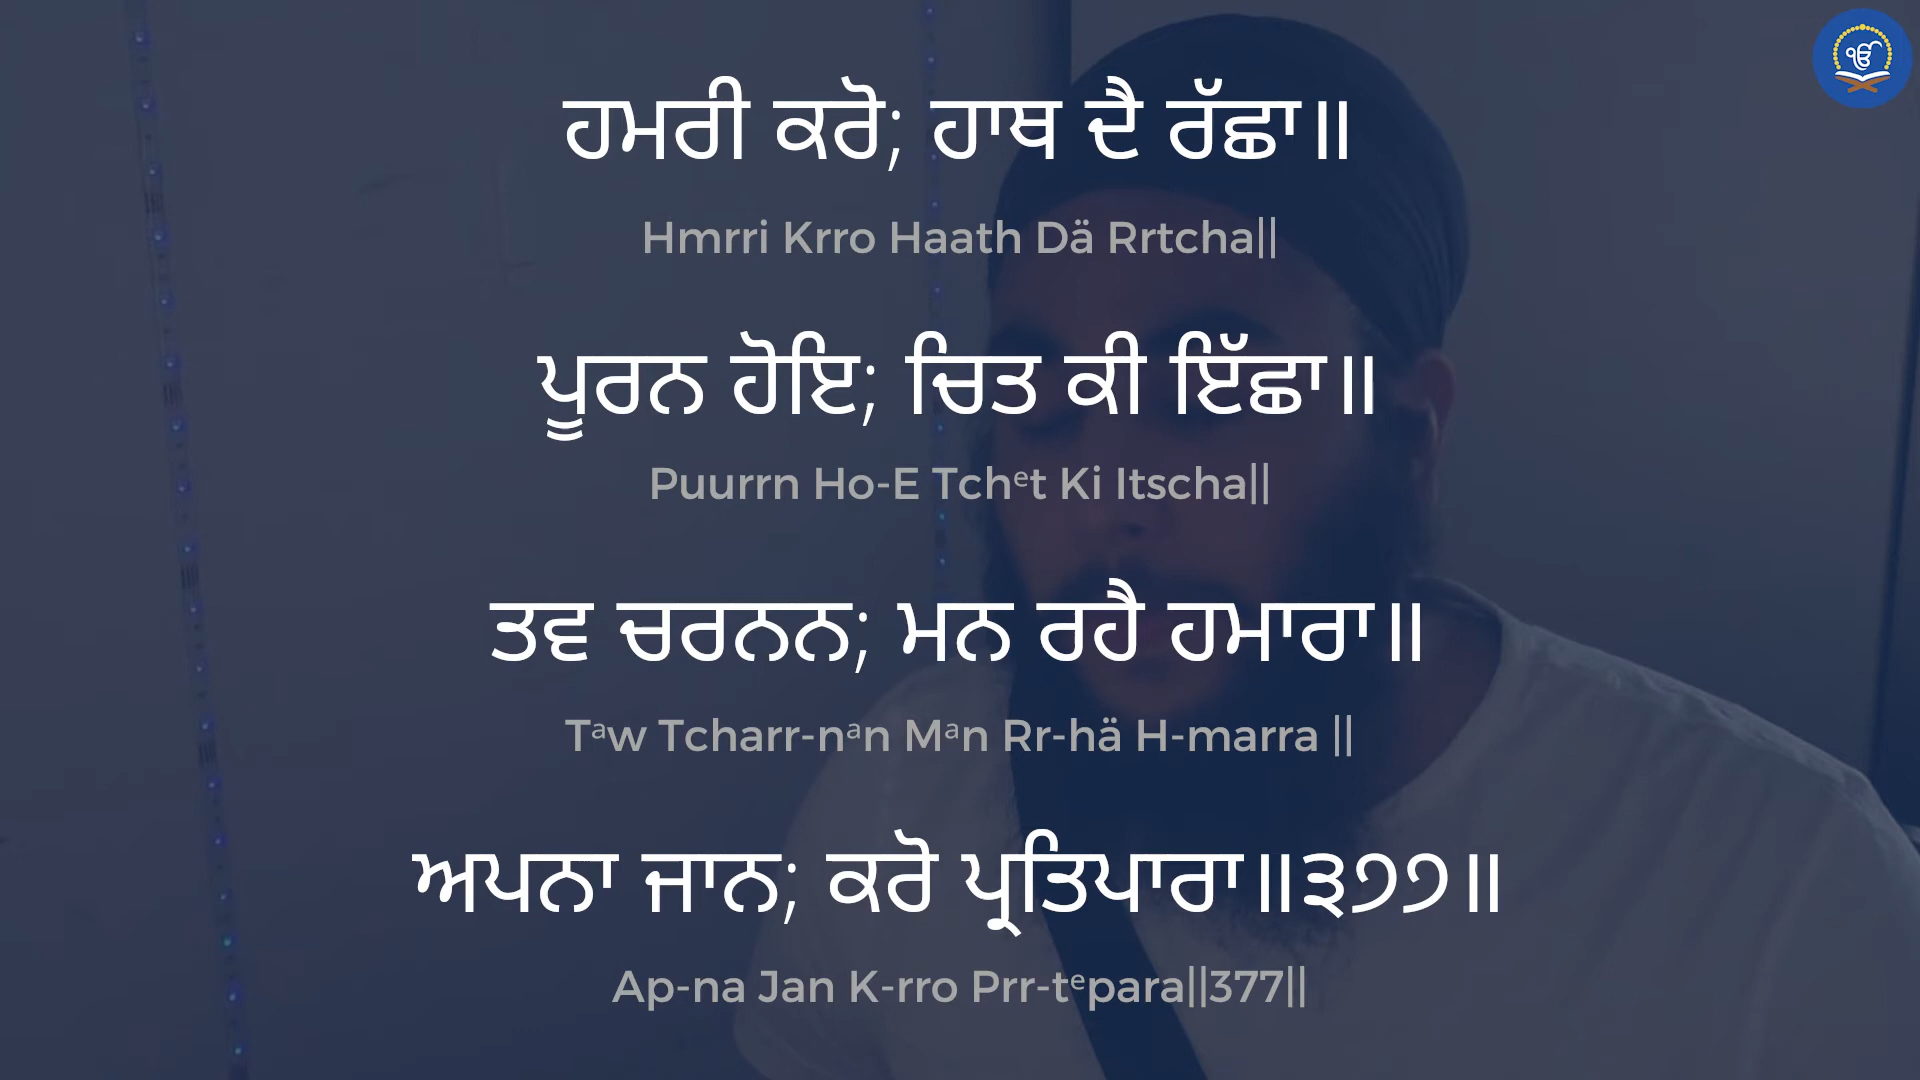 ਹਮਰੀ ਕਰੋ; ਹਾਥ ਦੈ ਰੱਛਾ॥
Hmrri Krro Haath Dä Rrtcha||
ਪੂਰਨ ਹੋਇ; ਚਿਤ ਕੀ ਇੱਛਾ॥
Puurrn Ho-E Tchᵉt Ki Itscha||
ਤਵ ਚਰਨਨ; ਮਨ ਰਹੈ ਹਮਾਰਾ॥
Tᵃw Tcharr-nᵃn Mᵃn Rr-hä H-marra ||
ਅਪਨਾ ਜਾਨ; ਕਰੋ ਪ੍ਰਤਿਪਾਰਾ॥੩੭੭॥
Ap-na Jan K-rro Prr-tᵉpara||377||
ੴ